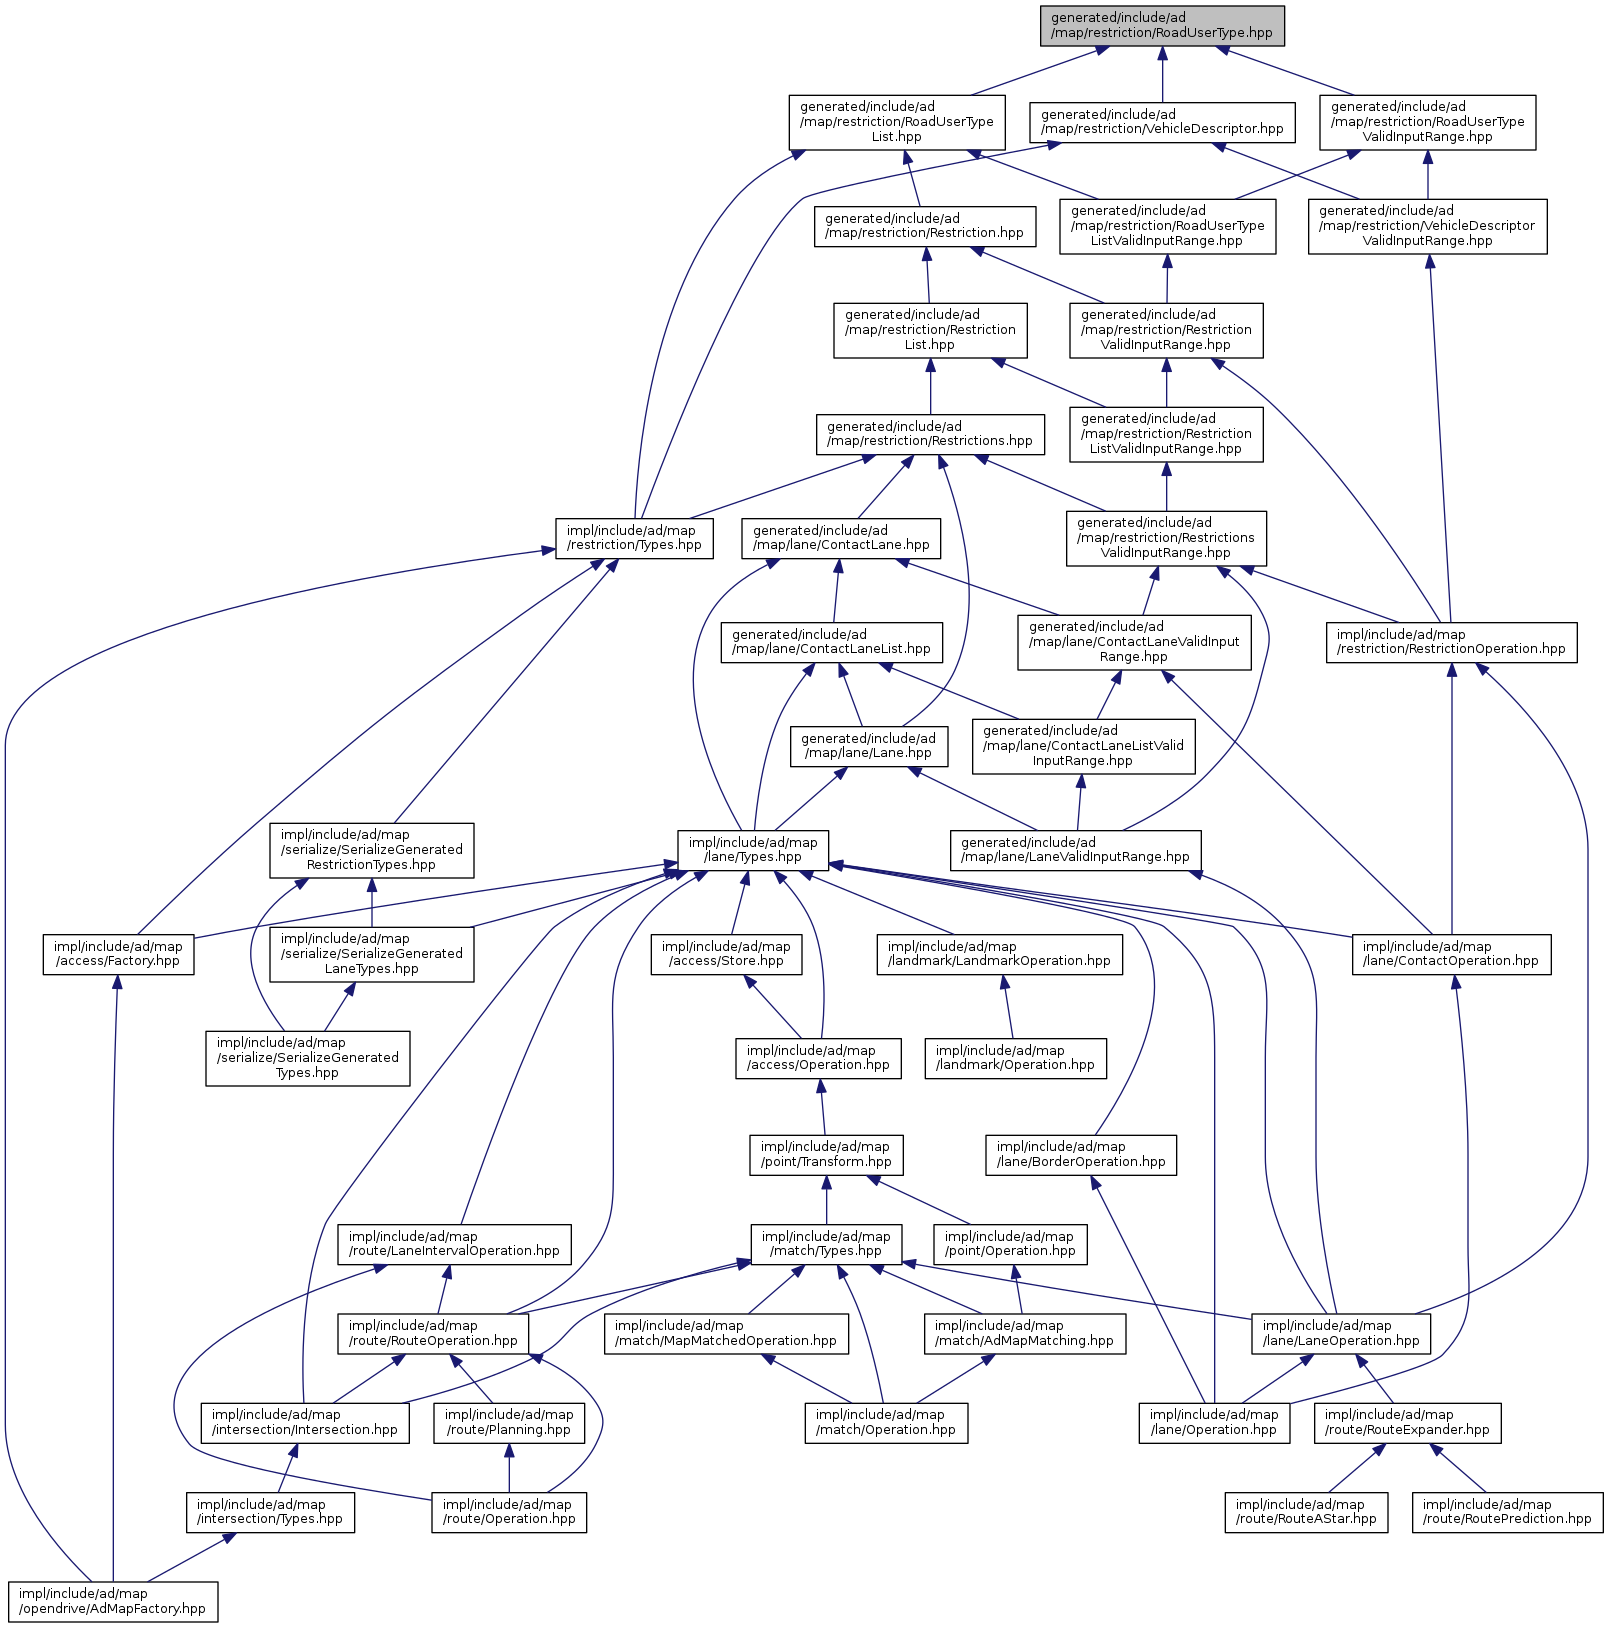 generated/include/ad
/map/restriction/RoadUserType.hpp
generated/include/ad
/map/restriction/RoadUserType
List.hpp
generated/include/ad
/map/restriction/VehicleDescriptor.hpp
generated/include/ad
/map/restriction/RoadUserType
ValidInputRange.hpp
generated/include/ad
/map/restriction/Restriction.hpp
generated/include/ad
/map/restriction/RoadUserType
ListValidInputRange.hpp
generated/include/ad
/map/restriction/VehicleDescriptor
ValidInputRange.hpp
generated/include/ad
/map/restriction/Restriction
List.hpp
generated/include/ad
/map/restriction/Restriction
ValidInputRange.hpp
generated/include/ad
/map/restriction/Restrictions.hpp
generated/include/ad
/map/restriction/Restriction
ListValidInputRange.hpp
impl/include/ad/map
/restriction/Types.hpp
generated/include/ad
/map/lane/ContactLane.hpp
generated/include/ad
/map/restriction/Restrictions
ValidInputRange.hpp
generated/include/ad
/map/lane/ContactLaneList.hpp
generated/include/ad
/map/lane/ContactLaneValidInput
Range.hpp
impl/include/ad/map
/restriction/RestrictionOperation.hpp
generated/include/ad
/map/lane/Lane.hpp
generated/include/ad
/map/lane/ContactLaneListValid
InputRange.hpp
impl/include/ad/map
/serialize/SerializeGenerated
RestrictionTypes.hpp
impl/include/ad/map
/lane/Types.hpp
generated/include/ad
/map/lane/LaneValidInputRange.hpp
impl/include/ad/map
/access/Factory.hpp
impl/include/ad/map
/serialize/SerializeGenerated
LaneTypes.hpp
impl/include/ad/map
/access/Store.hpp
impl/include/ad/map
/landmark/LandmarkOperation.hpp
impl/include/ad/map
/lane/ContactOperation.hpp
impl/include/ad/map
/serialize/SerializeGenerated
Types.hpp
impl/include/ad/map
/access/Operation.hpp
impl/include/ad/map
/landmark/Operation.hpp
impl/include/ad/map
/point/Transform.hpp
impl/include/ad/map
/lane/BorderOperation.hpp
impl/include/ad/map
/route/LaneIntervalOperation.hpp
impl/include/ad/map
/match/Types.hpp
impl/include/ad/map
/point/Operation.hpp
impl/include/ad/map
/route/RouteOperation.hpp
impl/include/ad/map
/match/MapMatchedOperation.hpp
impl/include/ad/map
/match/AdMapMatching.hpp
impl/include/ad/map
/lane/LaneOperation.hpp
impl/include/ad/map
/intersection/Intersection.hpp
impl/include/ad/map
/route/Planning.hpp
impl/include/ad/map
/match/Operation.hpp
impl/include/ad/map
/lane/Operation.hpp
impl/include/ad/map
/route/RouteExpander.hpp
impl/include/ad/map
/intersection/Types.hpp
impl/include/ad/map
/route/Operation.hpp
impl/include/ad/map
/route/RouteAStar.hpp
impl/include/ad/map
/route/RoutePrediction.hpp
impl/include/ad/map
/opendrive/AdMapFactory.hpp